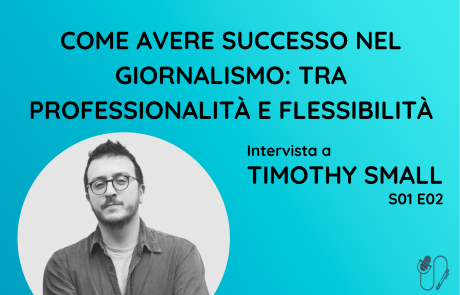 COME AVERE SUCCESSO NEL
GIORNALISMO: TRA
PROFESSIONALITÀ E FLESSIBILITÀ
Intervista a
TIMOTHY SMALL
S01 E02